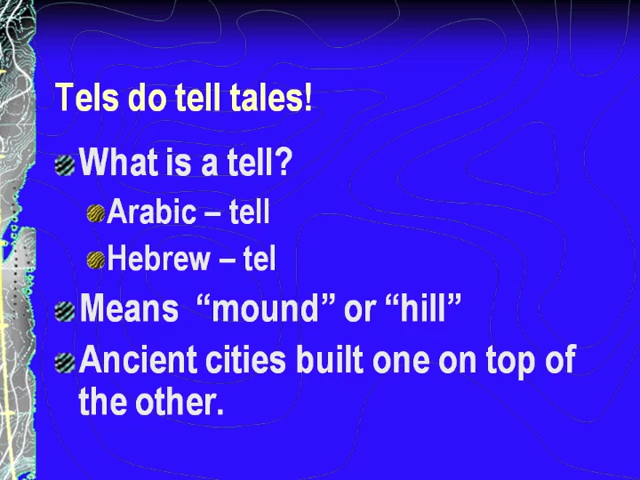 Tels do tell tales!
What is a tell?
Arabic – tell
Hebrew – tel
Means  “mound” or “hill”
Ancient cities built one on top of
the other.